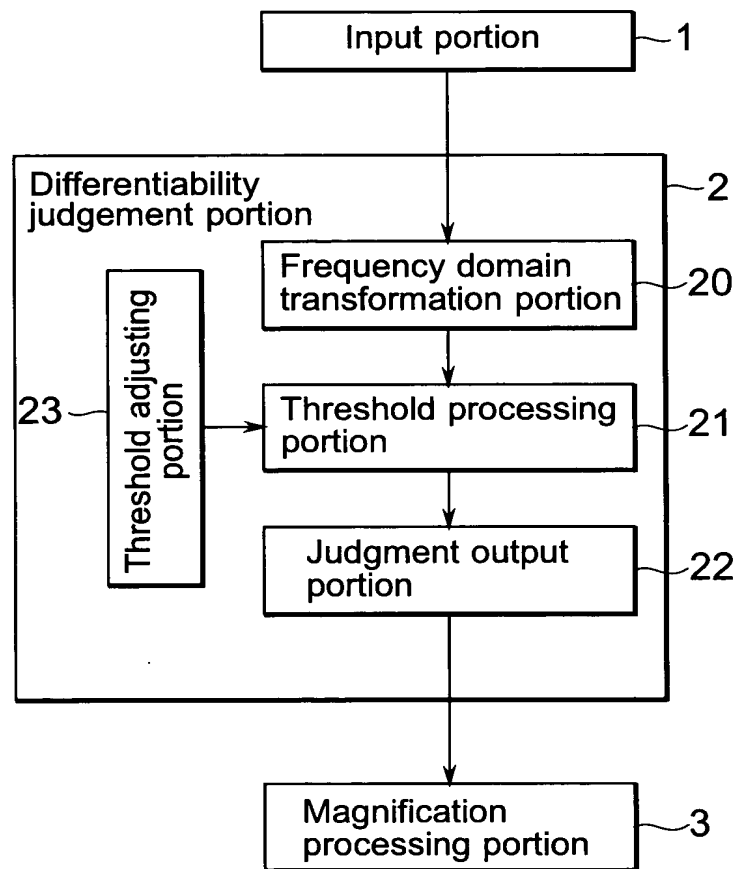 Input portion
1
Differentiability
judgement portion
2
Frequency domain
transformation portion
20
Threshold adjusting
portion
23
Threshold processing
portion
21
Judgment output
portion
22
Magnification
processing portion
3